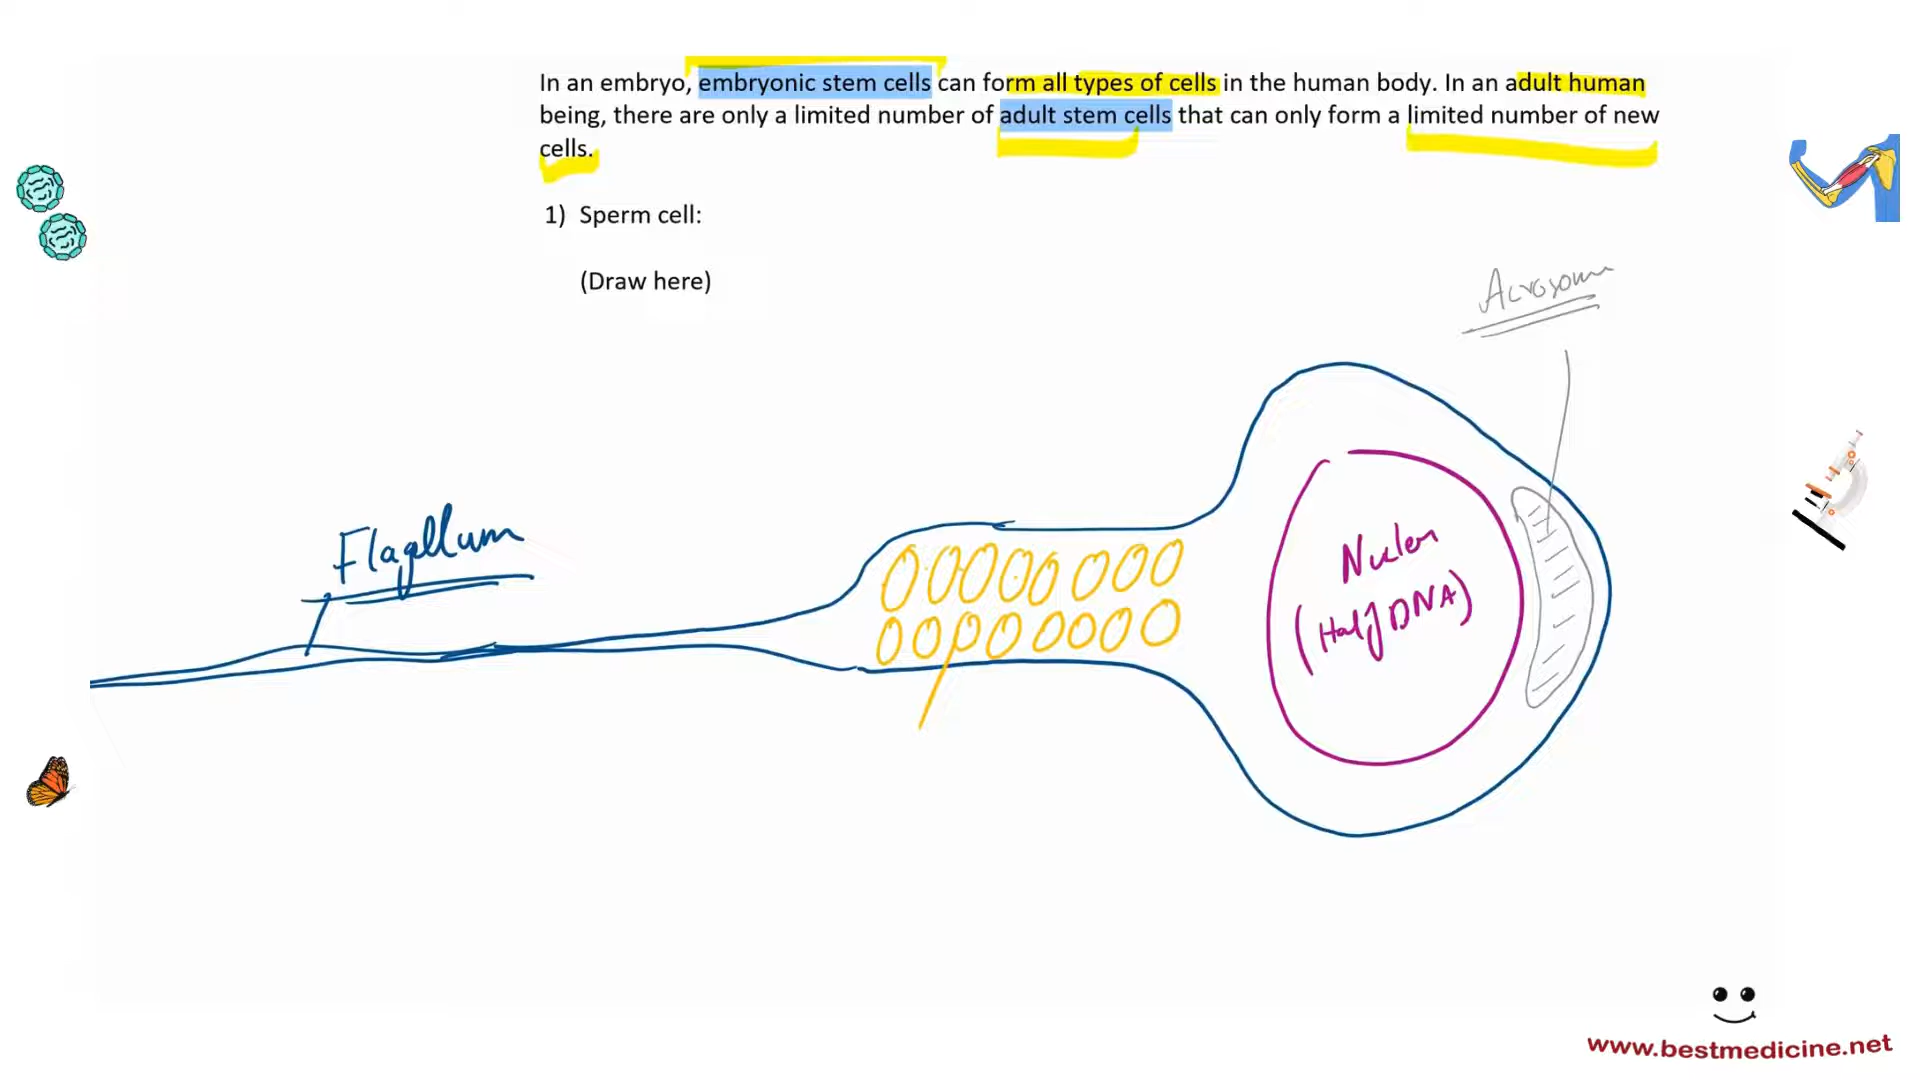 In an embryo, embryonic stem cells can form all types of cells in the human body. In an adult human
being, there are only a limited number of adult stem cells that can only form a limited number of new
cells.
1) Sperm cell:
(Draw here)
Acrosome
Flagellum
(Half DNA)
www.bestmedicine.net